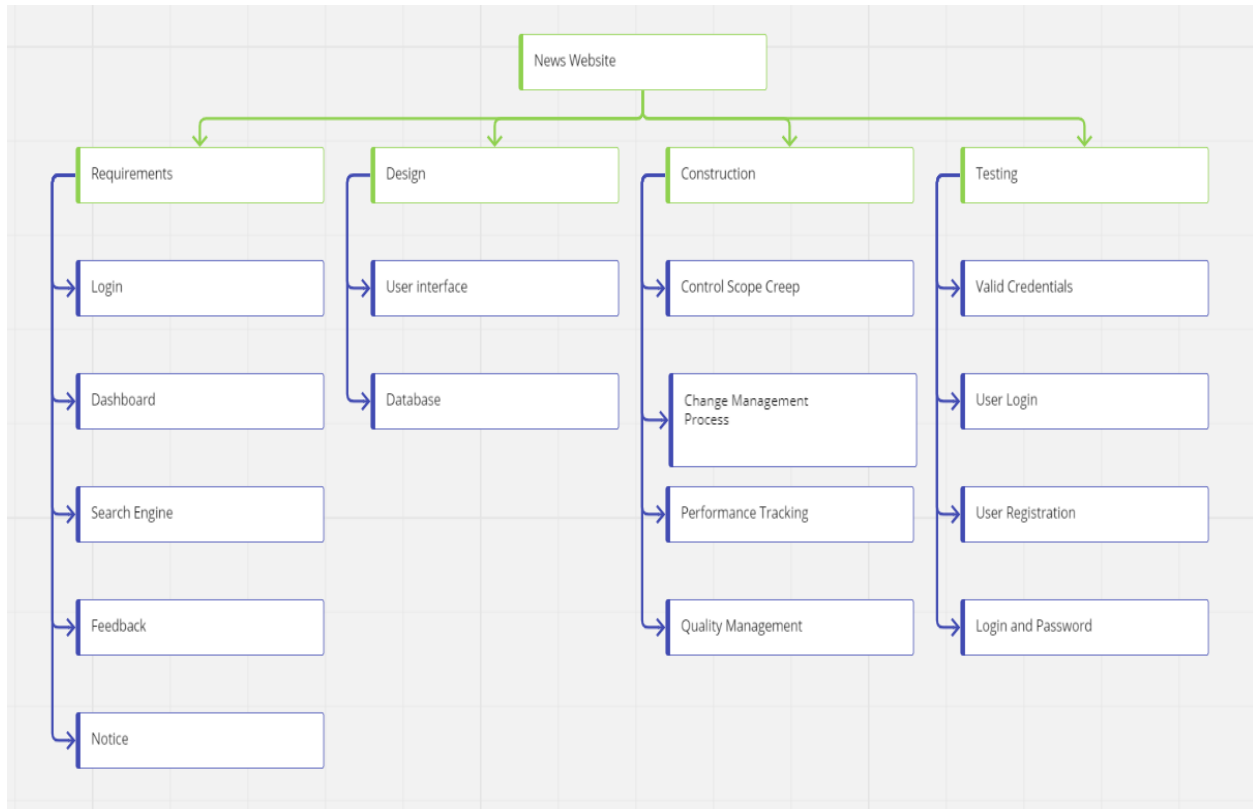 News Website
Requirements
Design
Construction
Testing
Login
User interface
Control Scope Creep
Valid Credentials
Dashboard
Database
Change Management
Process
User Login
Search Engine
Performance Tracking
User Registration
Feedback
Quality Management
Login and Password
Notice